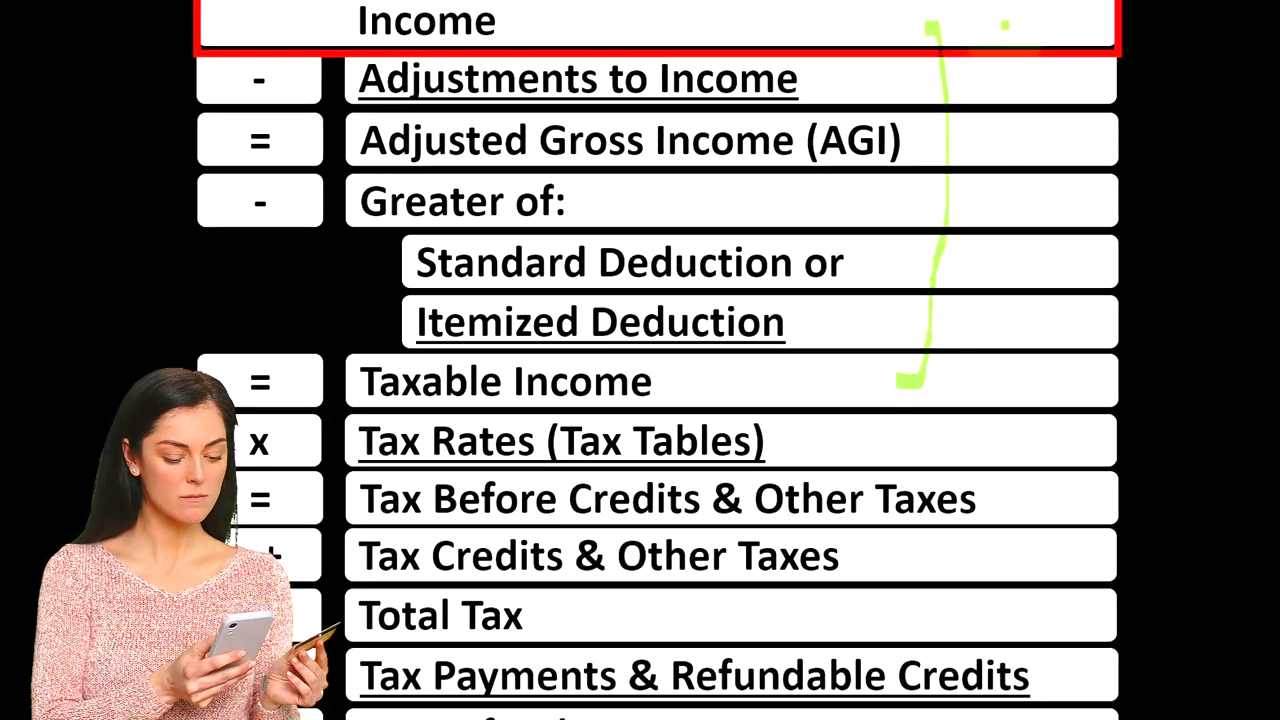 Income
- Adjustments to Income
= Adjusted Gross Income (AGI)
- Greater of:
Standard Deduction or
Itemized Deduction
= Taxable Income
x Tax Rates (Tax Tables)
= Tax Before Credits & Other Taxes
Tax Credits & Other Taxes
Total Tax
Tax Payments & Refundable Credits